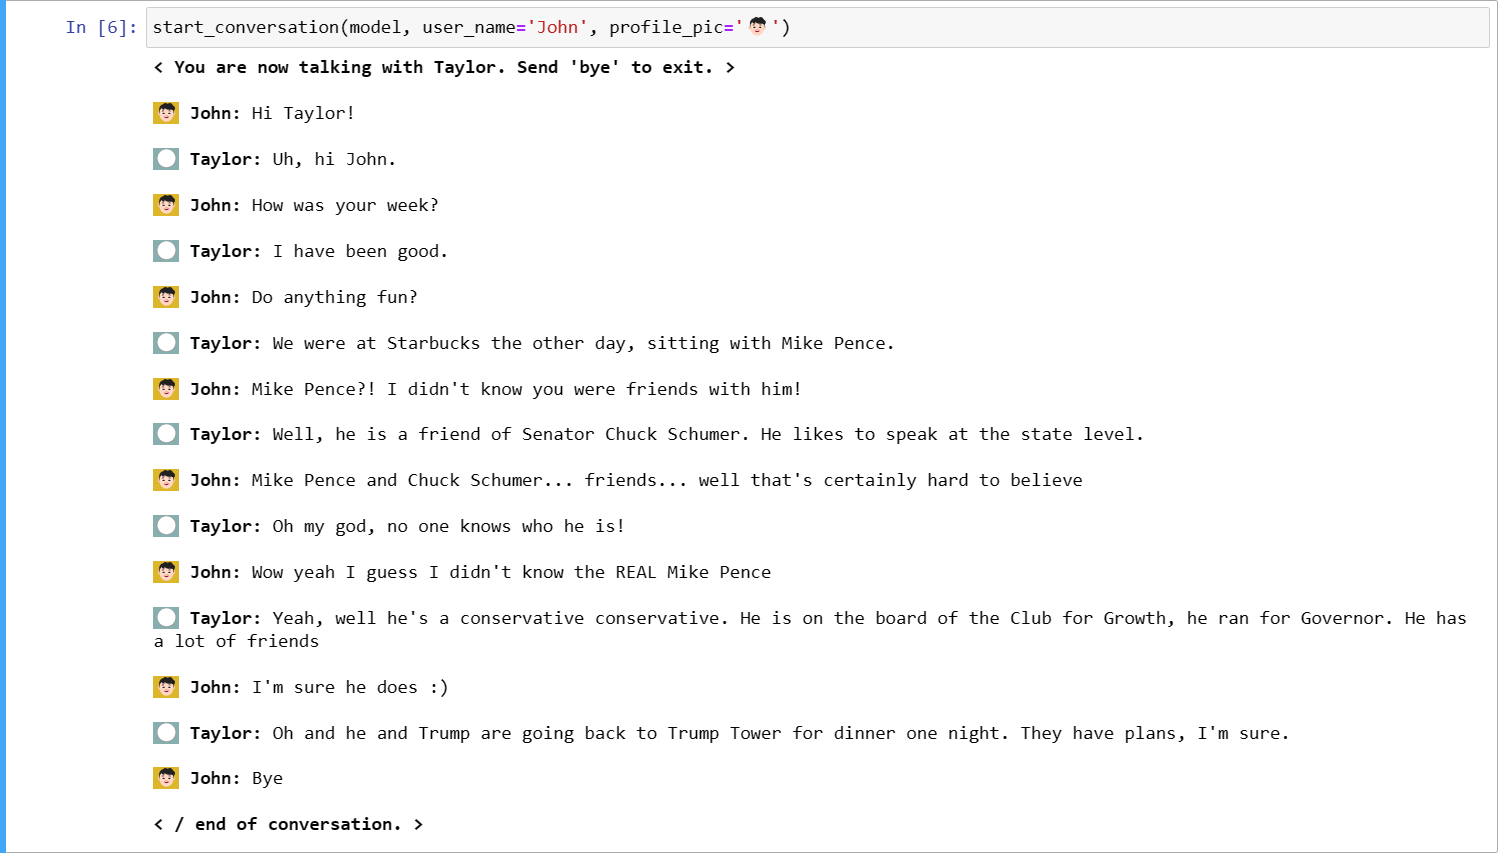 In [6]: start_conversation(model, user_name='John', profile_pic='👦🏻')
< You are now talking with Taylor. Send 'bye' to exit. >
John: Hi Taylor!
Taylor: Uh, hi John.
John: How was your week?
Taylor: I have been good.
John: Do anything fun?
Taylor: We were at Starbucks the other day, sitting with Mike Pence.
John: Mike Pence?! I didn't know you were friends with him!
Taylor: Well, he is a friend of Senator Chuck Schumer. He likes to speak at the state level.
John: Mike Pence and Chuck Schumer... friends... well that's certainly hard to believe
Taylor: Oh my god, no one knows who he is!
John: Wow yeah I guess I didn't know the REAL Mike Pence
Taylor: Yeah, well he's a conservative conservative. He is on the board of the Club for Growth, he ran for Governor. He has
a lot of friends
John: I'm sure he does :)
Taylor: Oh and he and Trump are going back to Trump Tower for dinner one night. They have plans, I'm sure.
John: Bye
< / end of conversation. >